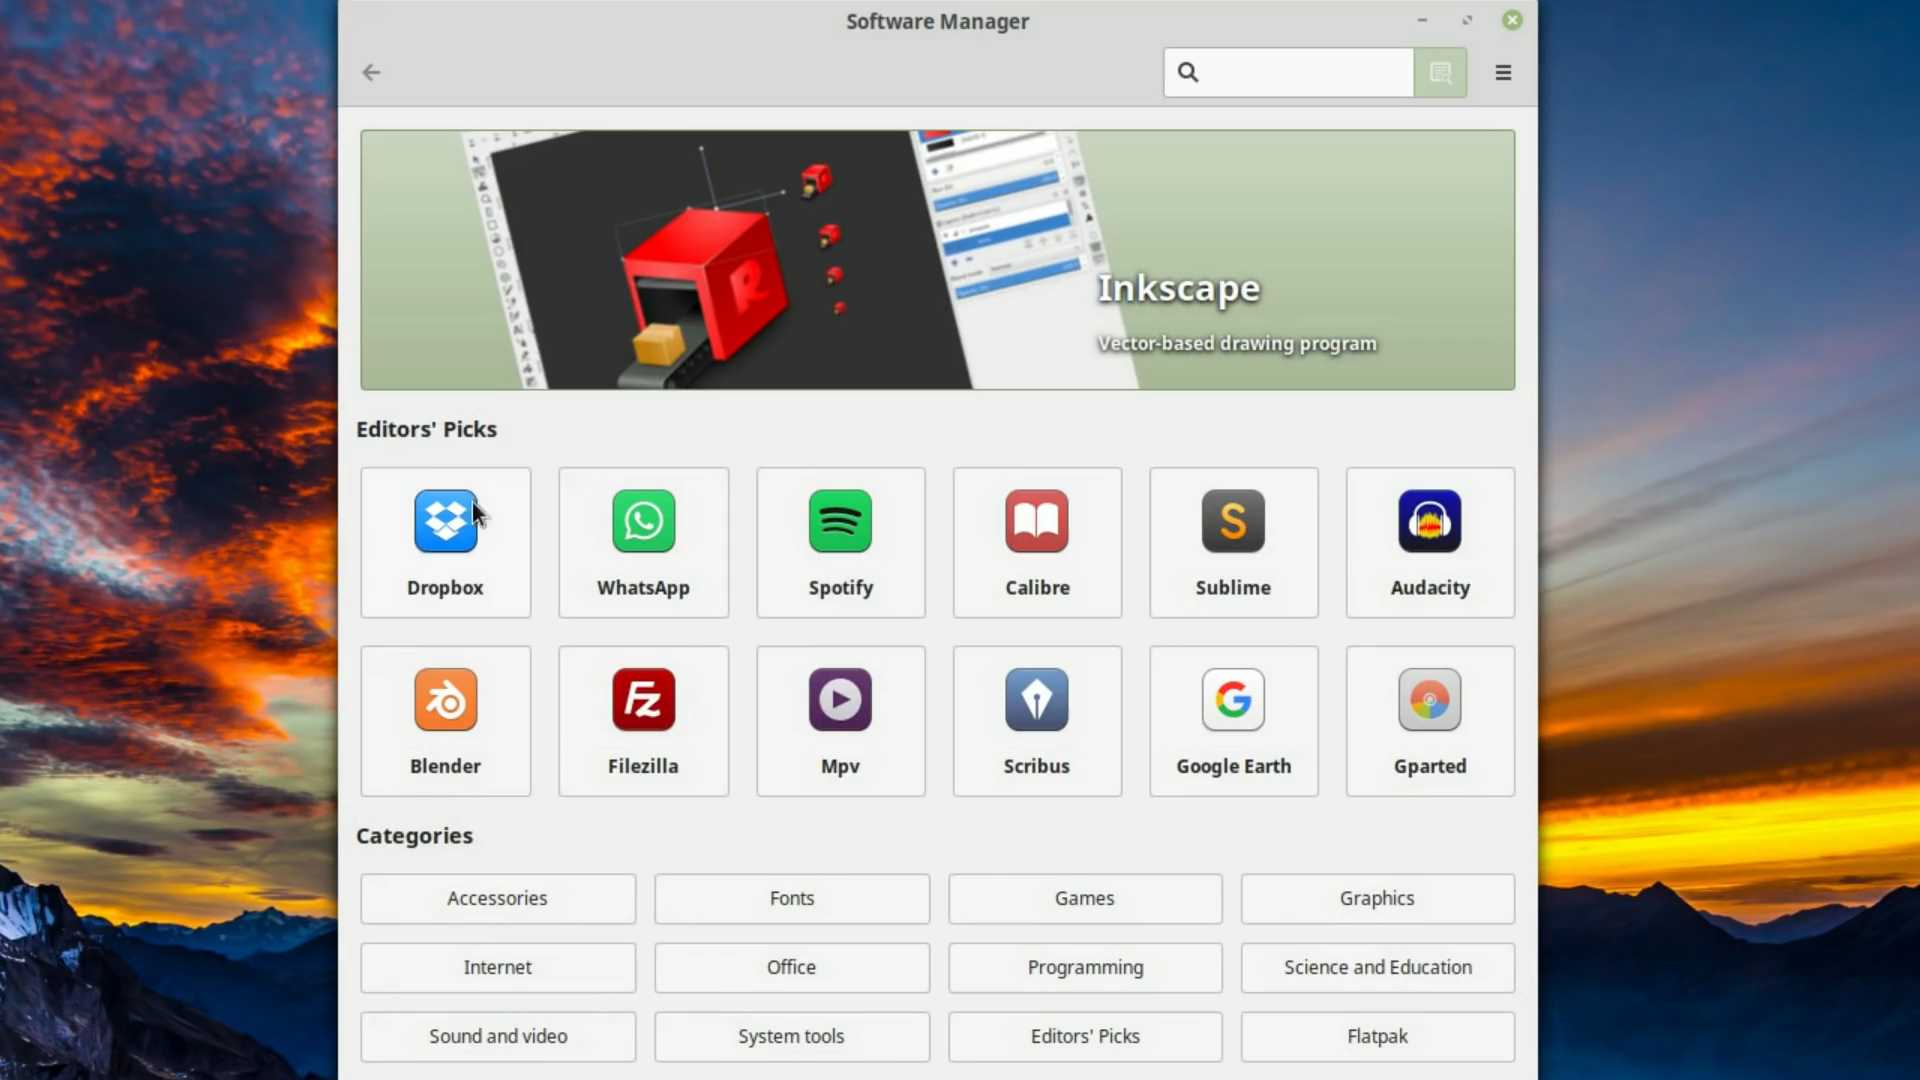 Software Manager
Inkscape
Vector-based drawing program
Editors' Picks
Dropbox
WhatsApp
Spotify
Calibre
Sublime
Audacity
Blender
Filezilla
Mpv
Scribus
Google Earth
Gparted
Categories
Accessories
Fonts
Games
Graphics
Internet
Office
Programming
Science and Education
Sound and video
System tools
Editors' Picks
Flatpak